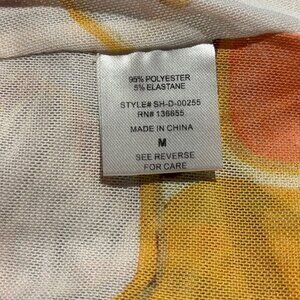 95% POLYESTER
5% ELASTANE
STYLE# SH-D-00255
RN# 136655
MADE IN CHINA
M
SEE REVERSE
FOR CARE